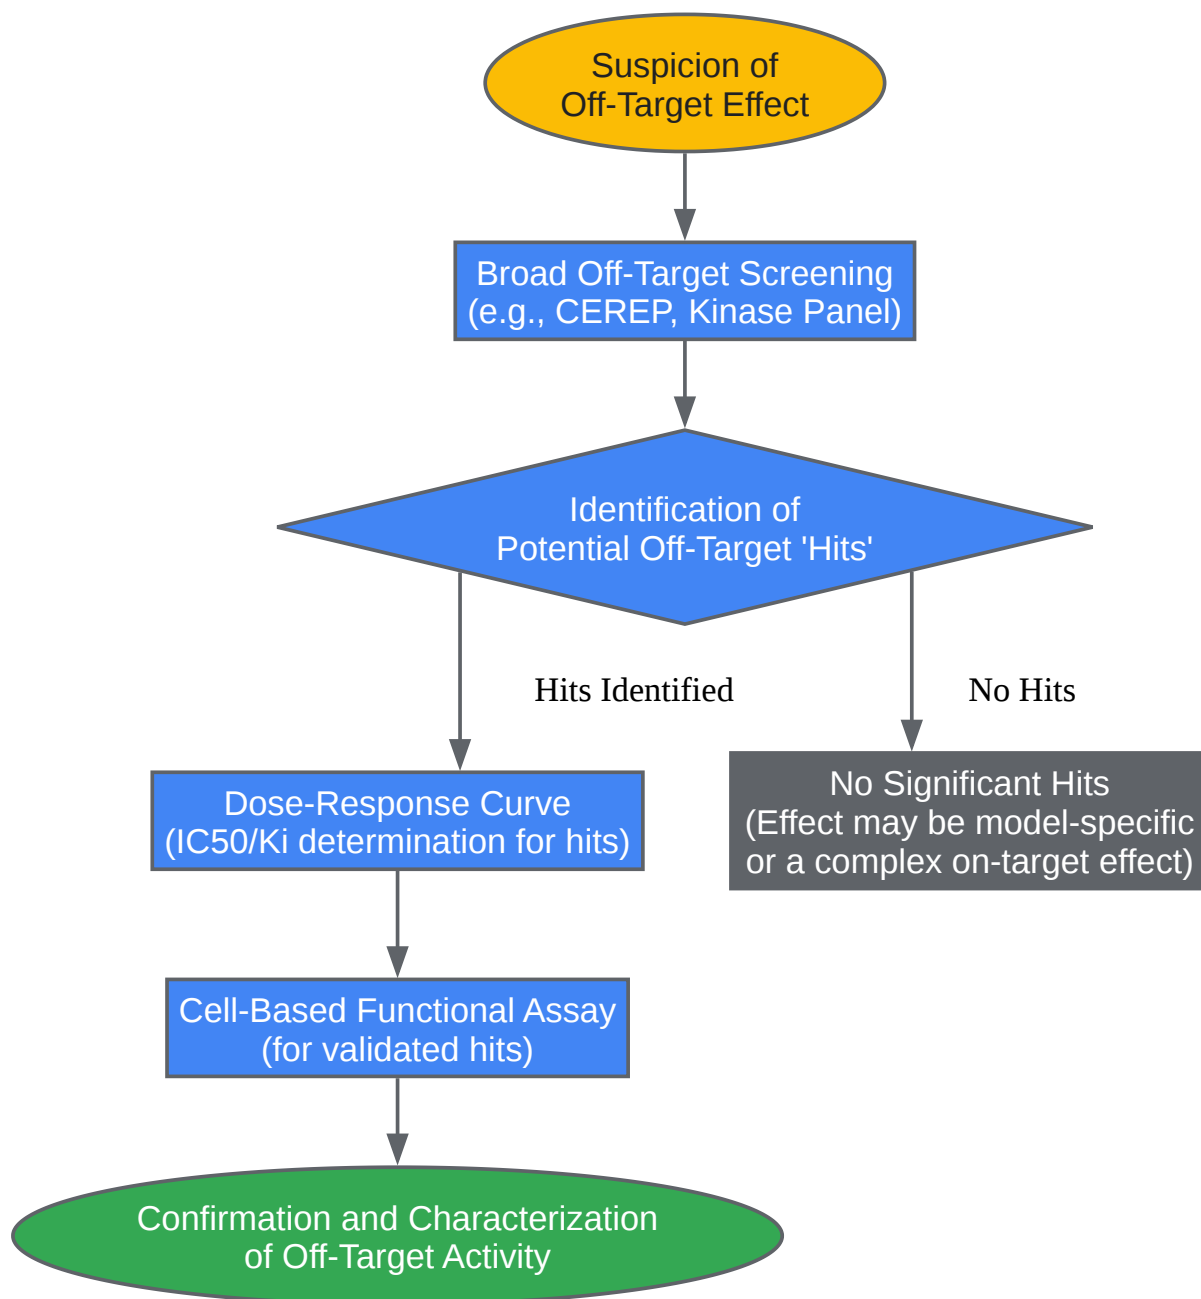 Suspicion of
Off-Target Effect
Broad Off-Target Screening
(e.g., CEREP, Kinase Panel)
Identification of
Potential Off-Target 'Hits'
Hits Identified
No Hits
Dose-Response Curve
(IC50/Ki determination for hits)
No Significant Hits
(Effect may be model-specific
or a complex on-target effect)
Cell-Based Functional Assay
(for validated hits)
Confirmation and Characterization
of Off-Target Activity